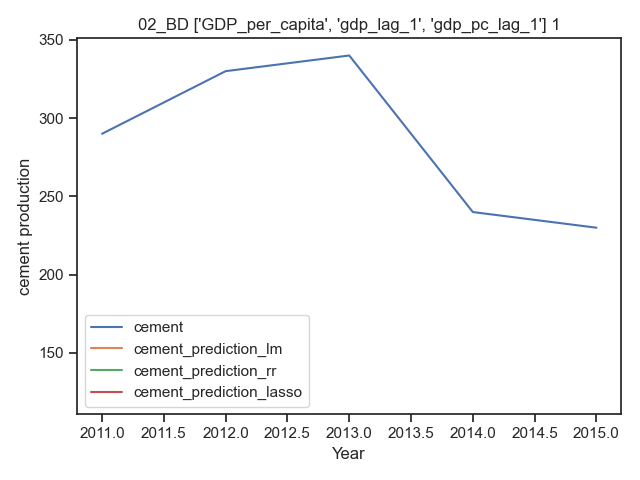 02_BD ['GDP_per_capita', 'gdp_lag_1', 'gdp_pc_lag_1'] 1
350
300
250
200
150
cement production
cement
cement_prediction_lm
cement_prediction_rr
cement_prediction_lasso
2011.0 2011.5 2012.0 2012.5 2013.0 2013.5 2014.0 2014.5 2015.0
Year